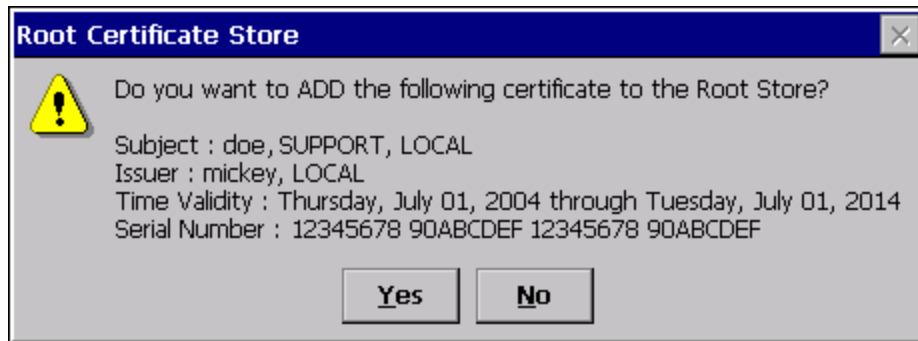 Root Certificate Store
Do you want to ADD the following certificate to the Root Store?
Subject : doe, SUPPORT, LOCAL
Issuer : mickey, LOCAL
Time Validity : Thursday, July 01, 2004 through Tuesday, July 01, 2014
Serial Number : 12345678 90ABCDEF 12345678 90ABCDEF
Yes No